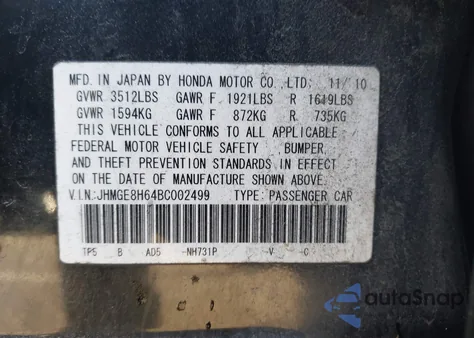 MFD. IN JAPAN BY HONDA MOTOR CO., LTD. 11/10
GVWR 3512LBS GAWR F 1921LBS R 1619LBS
GVWR 1594KG GAWR F 872KG R 735KG
THIS VEHICLE CONFORMS TO ALL APPLICABLE
FEDERAL MOTOR VEHICLE SAFETY, BUMPER,
AND THEFT PREVENTION STANDARDS IN EFFECT
ON THE DATE OF MANUFACTURE SHOWN ABOVE.
V.I.N:JHMGE8H64BC002499 TYPE: PASSENGER CAR
TP5 B AD5 -NH731P -V -C
autoSnap